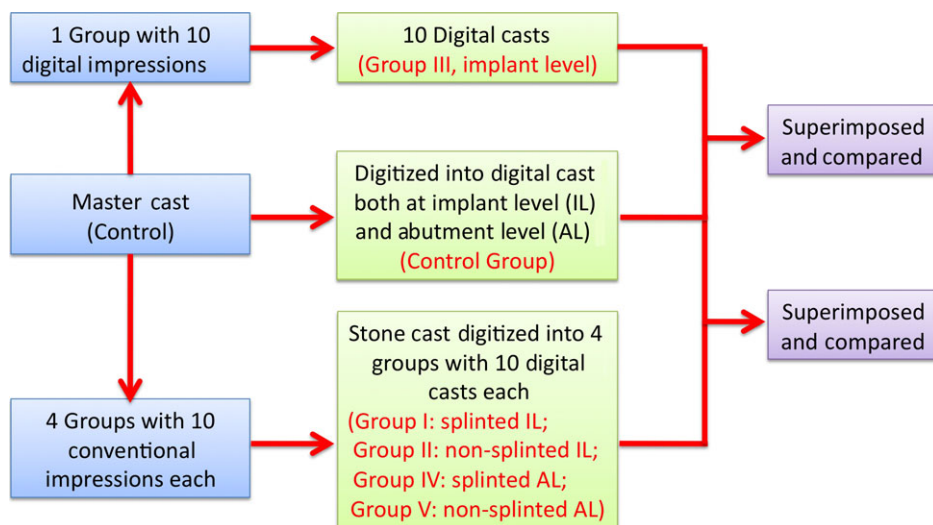 1 Group with 10
digital impressions
10 Digital casts
(Group III, implant level)
Superimposed
and compared
Master cast
(Control)
Digitized into digital cast
both at implant level (IL)
and abutment level (AL)
(Control Group)
Superimposed
and compared
4 Groups with 10
conventional
impressions each
Stone cast digitized into 4
groups with 10 digital
casts each
(Group I: splinted IL;
Group II: non-splinted IL;
Group IV: splinted AL;
Group V: non-splinted AL)